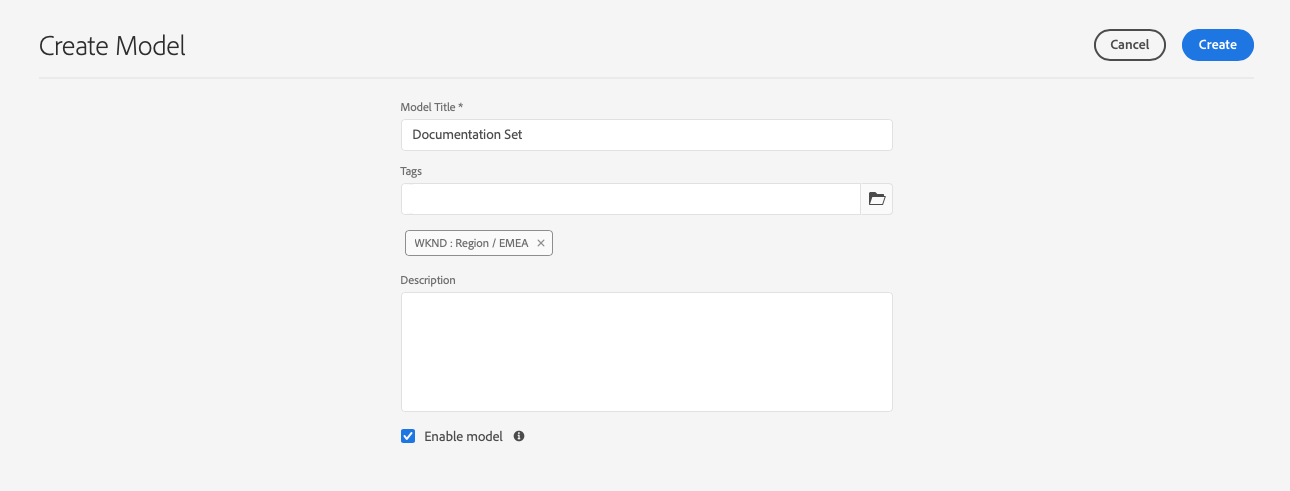 Create Model
Cancel
Create
Model Title *
Documentation Set
Tags
WKND : Region / EMEA
Description
Enable model